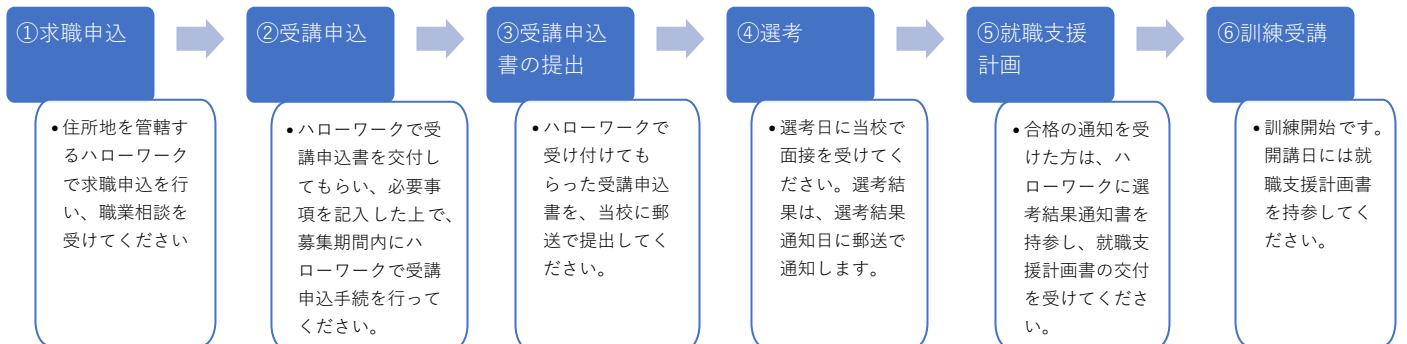 ①求職申込
②受講申込
③受講申込
書の提出
④選考
⑤就職支援
計画
⑥訓練受講
•住所地を管轄す
るハローワーク
で求職申込を行
い、職業相談を
受けてください
•ハローワークで受
講申込書を交付し
てもらい、必要事
項を記入した上で、
募集期間内にハ
ローワークで受講
申込手続を行って
ください。
•ハローワークで
受け付けても
らった受講申込
書を、当校に郵
送で提出してく
ださい。
•選考日に当校で
面接を受けてく
ださい。選考結
果は、選考結果
通知日に郵送で
通知します。
•合格の通知を受
けた方は、ハ
ローワークに選
考結果通知書を
持参し、就職支
援計画書の交付
を受けてくださ
い。
•訓練開始です。
開講日には就
職支援計画書
を持参してく
ださい。